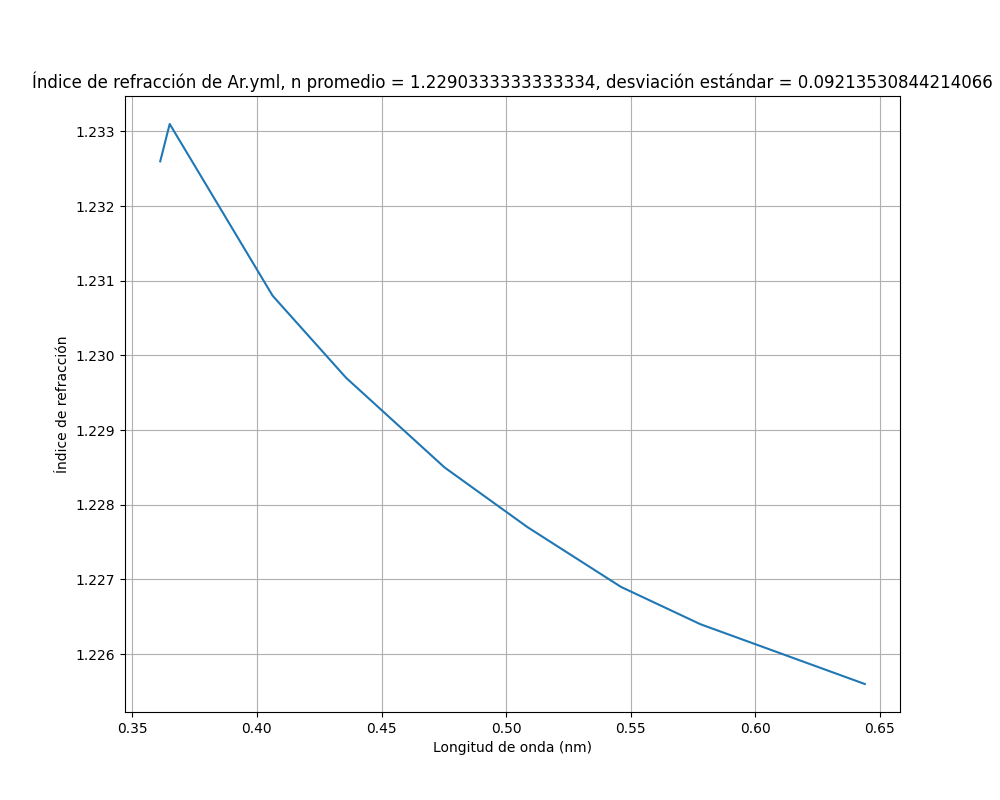 Índice de refracción de Ar.yml, n promedio = 1.2290333333333334, desviación estándar = 0.09213530844214066
1.233
1.232
1.231
1.230
1.229
1.228
1.227
1.226
Índice de refracción
0.35 0.40 0.45 0.50 0.55 0.60 0.65
Longitud de onda (nm)